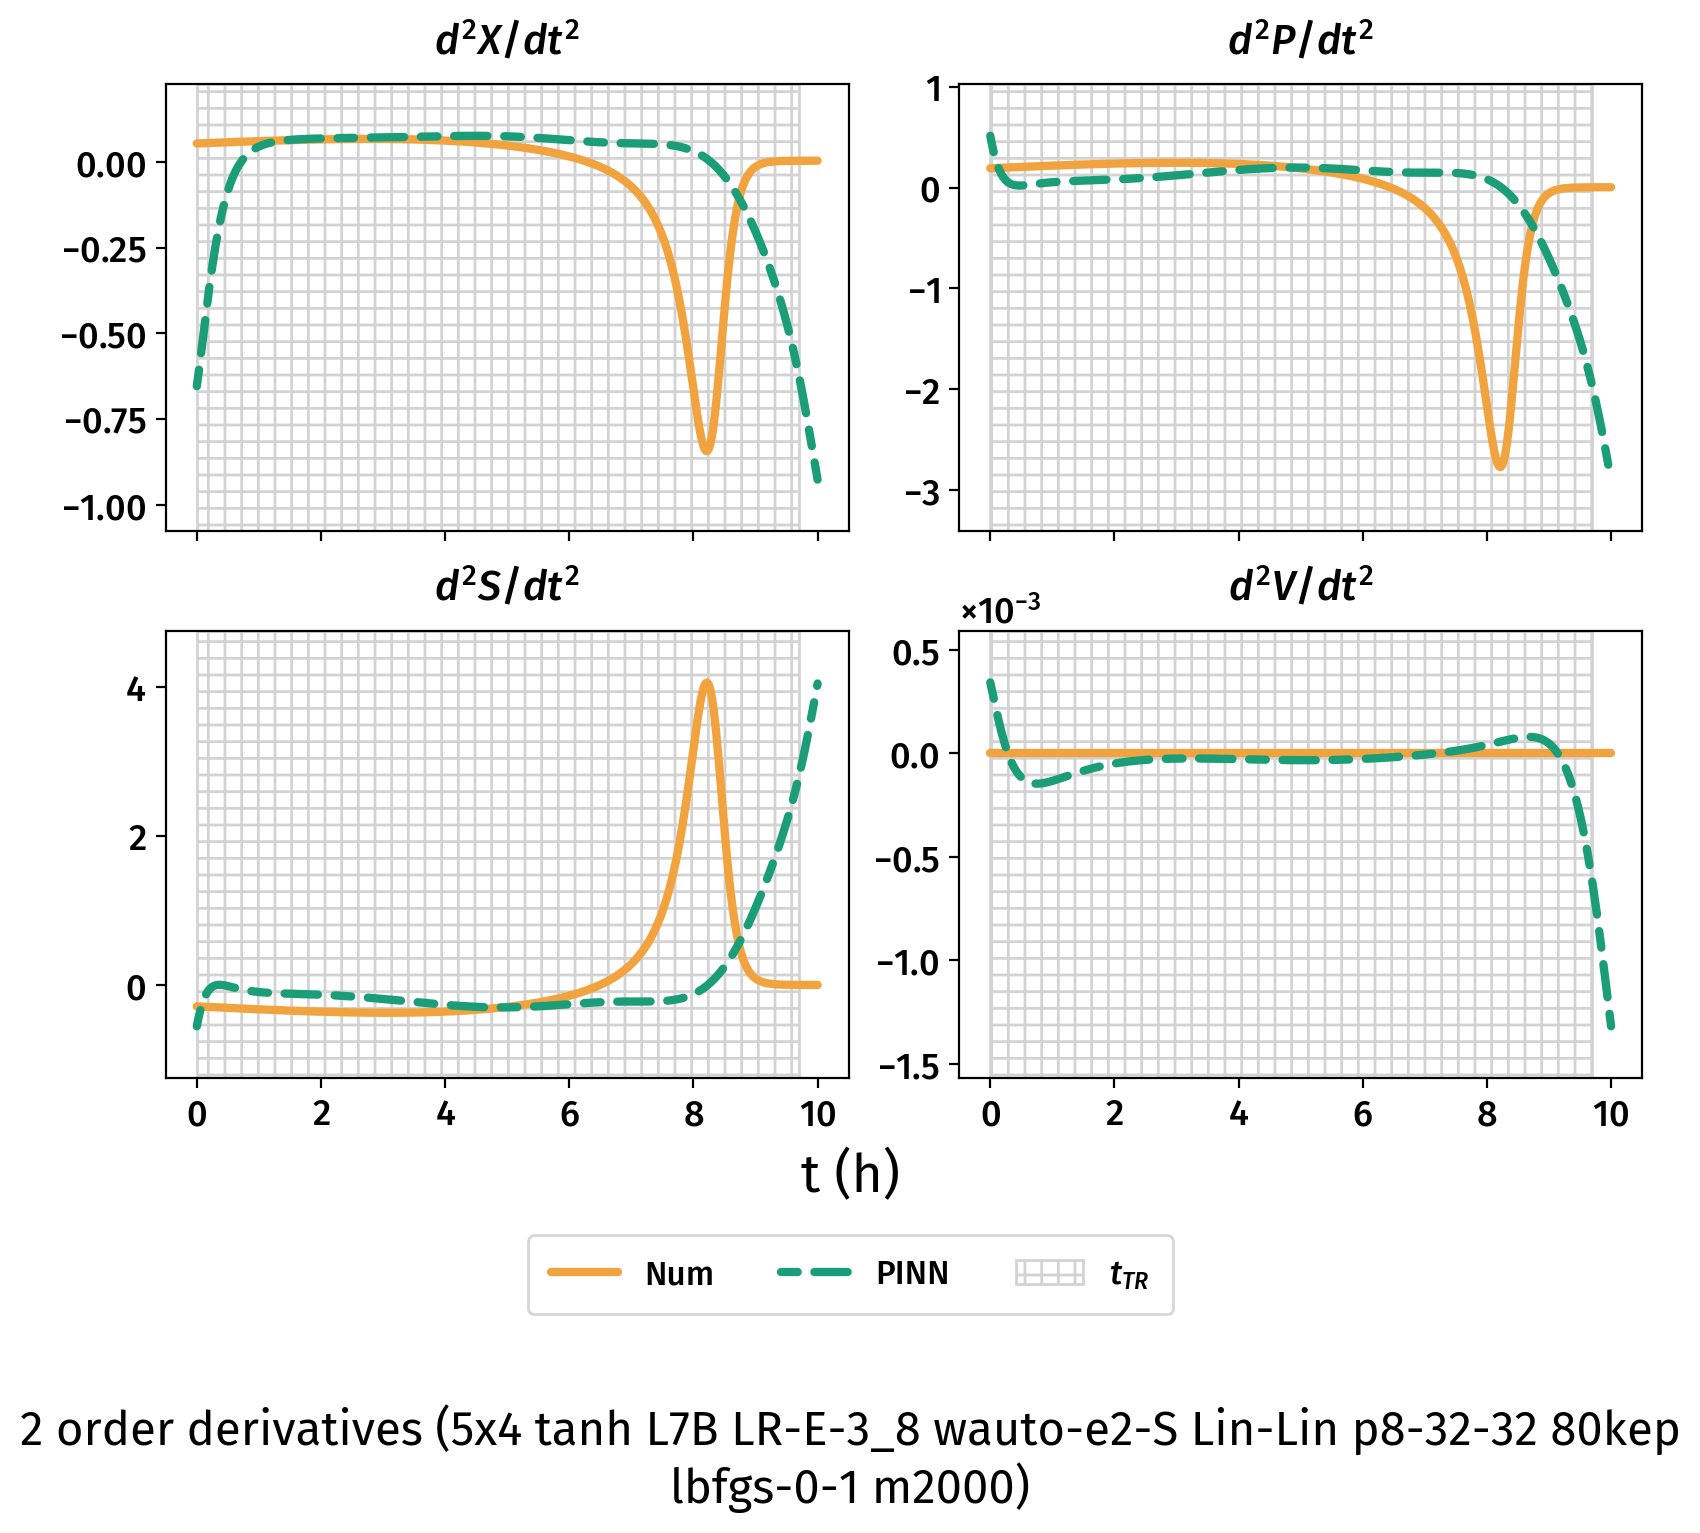 d²X/dt²
d²P/dt²
0.00
−0.25
−0.50
−0.75
−1.00
1
0
−1
−2
−3
d²S/dt²
d²V/dt²
×10⁻³
4
2
0
0.5
0.0
−0.5
−1.0
−1.5
0 2 4 6 8 10
0 2 4 6 8 10
t (h)
Num PINN t_TR
2 order derivatives (5x4 tanh L7B LR-E-3_8 wauto-e2-S Lin-Lin p8-32-32 80kep
lbfgs-0-1 m2000)